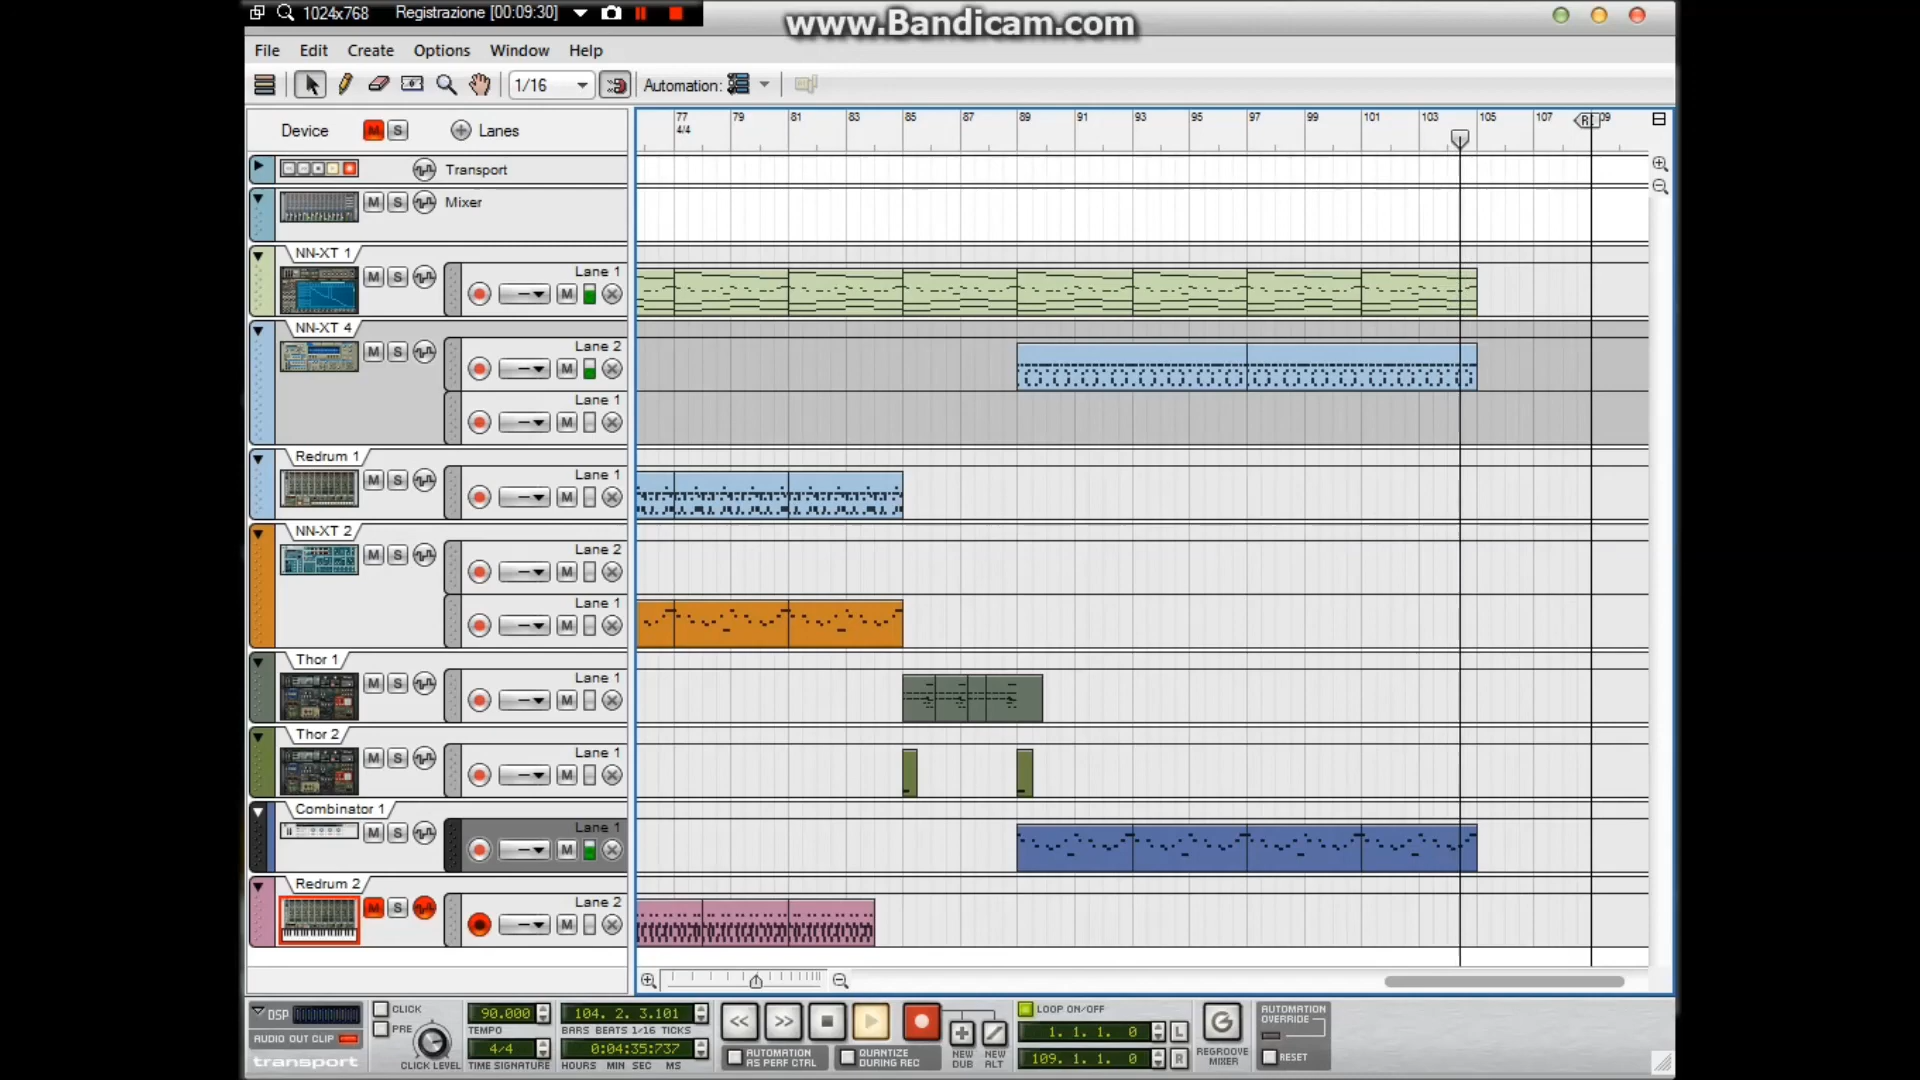 1024x768 Registrazione [00:09:30]
www.Bandicam.com
File Edit Create Options Window Help
1/16 Automation:
Device M S Lanes
77 79 81 83 85 87 89 91 93 95 97 99 101 103 105 107 R 09
4/4
Transport
M S Mixer
NN-XT 1
M S Lane 1
M
NN-XT 4
M S Lane 2
M
Lane 1
M
Redrum 1
M S Lane 1
M
NN-XT 2
M S Lane 2
M
Lane 1
M
Thor 1
M S Lane 1
M
Thor 2
M S Lane 1
M
Combinator 1
M S Lane 1
M
Redrum 2
M S Lane 2
M
DSP CLICK 90.000 104. 2. 3.101 LOOP ON/OFF AUTOMATION OVERRIDE
PRE TEMPO BARS BEATS 1/16 TICKS 1. 1. 1. 0 L
AUDIO OUT CLIP 4/4 0:04:35:737 AUTOMATION AS PERF CTRL QUANTIZE DURING REC NEW DUB NEW ALT 109. 1. 1. 0 R REGROOVE MIXER RESET
transport CLICK LEVEL TIME SIGNATURE HOURS MIN SEC MS